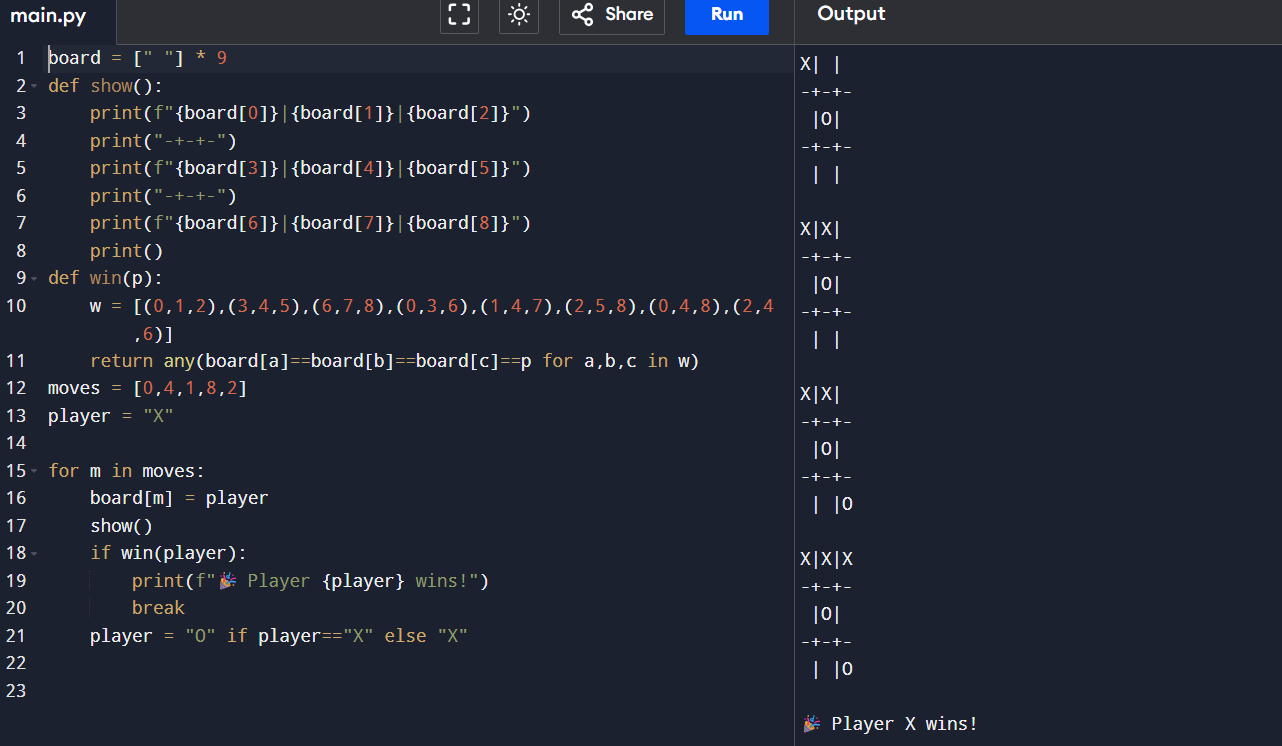 main.py
Share
Run
Output
1 board = [" "] * 9
2 def show():
3     print(f"{board[0]}|{board[1]}|{board[2]}")
4     print("-+-+-")
5     print(f"{board[3]}|{board[4]}|{board[5]}")
6     print("-+-+-")
7     print(f"{board[6]}|{board[7]}|{board[8]}")
8     print()
9 def win(p):
10     w = [(0,1,2),(3,4,5),(6,7,8),(0,3,6),(1,4,7),(2,5,8),(0,4,8),(2,4
,6)]
11     return any(board[a]==board[b]==board[c]==p for a,b,c in w)
12 moves = [0,4,1,8,2]
13 player = "X"
14
15 for m in moves:
16     board[m] = player
17     show()
18     if win(player):
19         print(f"🎉 Player {player} wins!")
20         break
21     player = "O" if player=="X" else "X"
22
23
X| |
-+-+-
 |O|
-+-+-
 | |
X|X|
-+-+-
 |O|
-+-+-
 | |
X|X|
-+-+-
 |O|
-+-+-
 | |O
X|X|X
-+-+-
 |O|
-+-+-
 | |O
🎉 Player X wins!